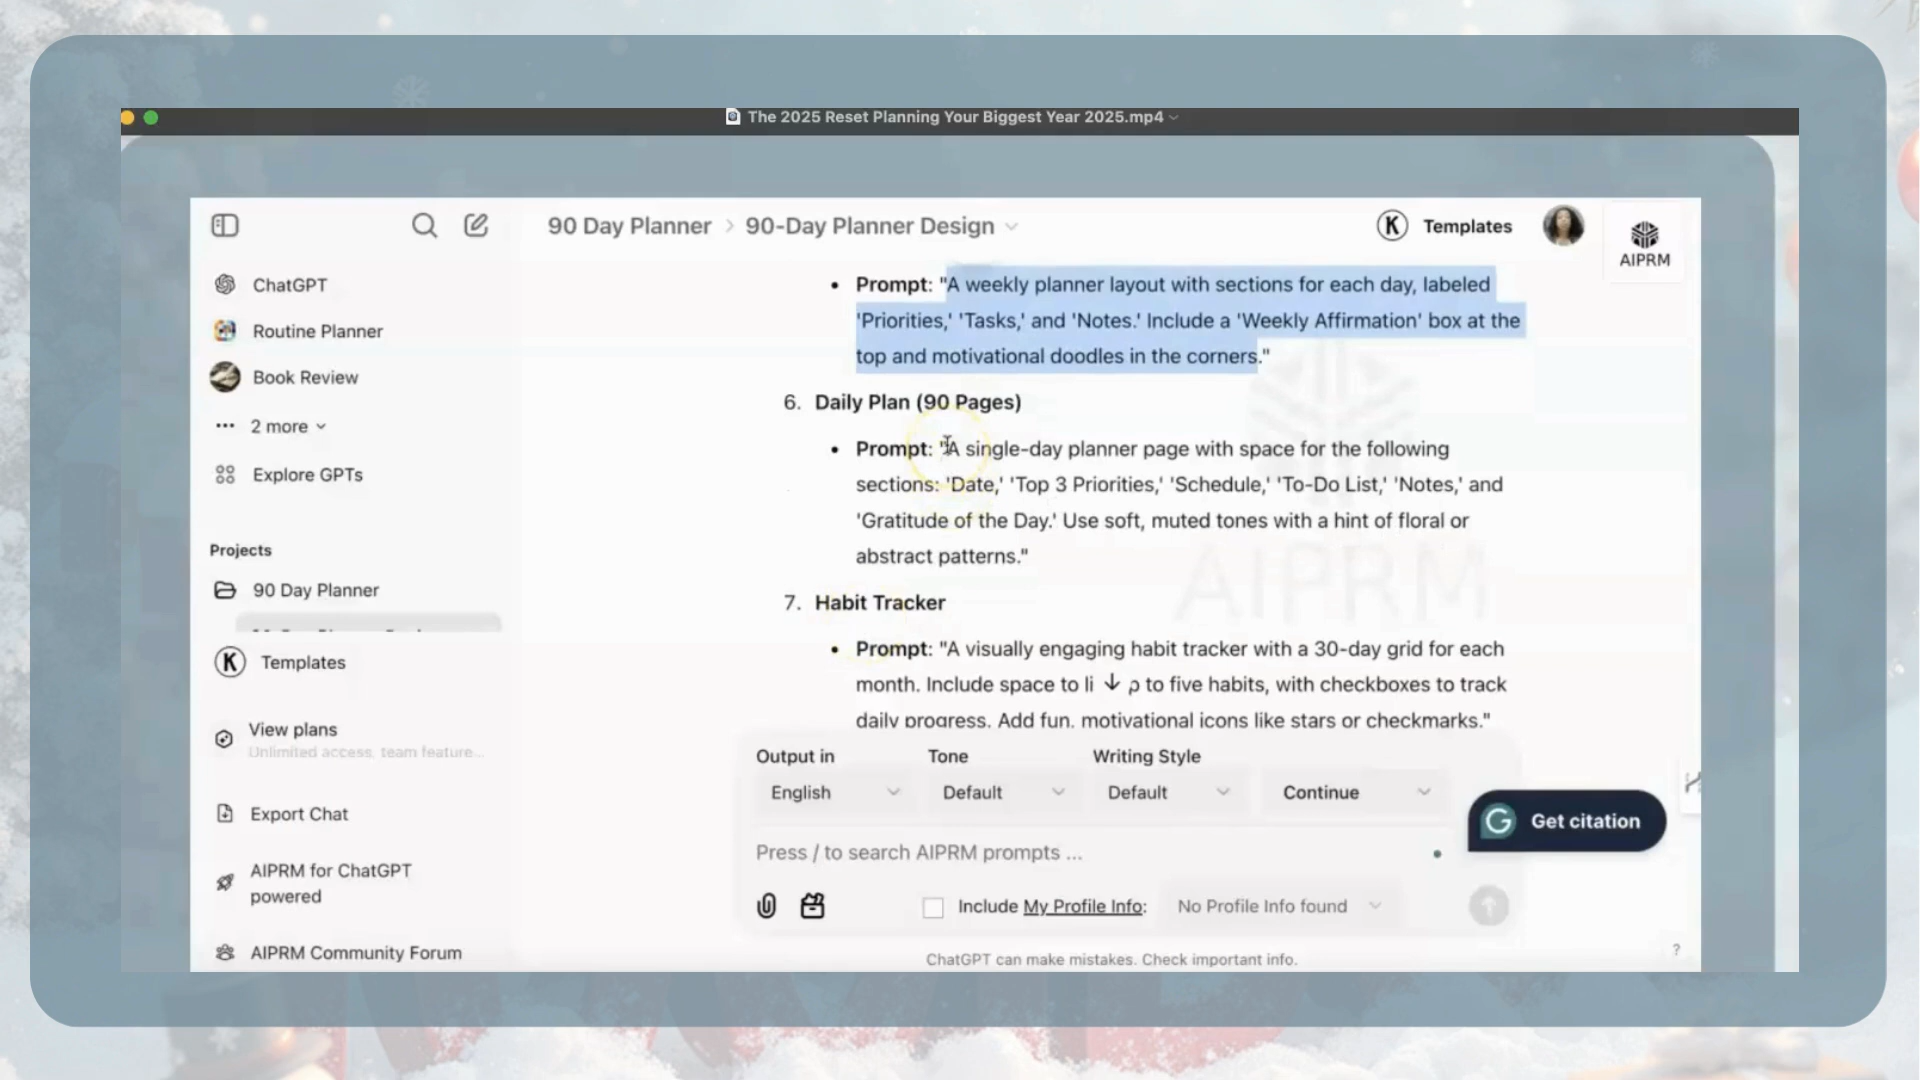 The 2025 Reset Planning Your Biggest Year 2025.mp4
90 Day Planner > 90-Day Planner Design
K Templates
AIPRM
ChatGPT
Routine Planner
Book Review
2 more
Explore GPTs
Projects
90 Day Planner
K Templates
View plans
Unlimited access, team feature...
Export Chat
AIPRM for ChatGPT
powered
AIPRM Community Forum
• Prompt: "A weekly planner layout with sections for each day, labeled
'Priorities,' 'Tasks,' and 'Notes.' Include a 'Weekly Affirmation' box at the
top and motivational doodles in the corners."
6. Daily Plan (90 Pages)
• Prompt: "A single-day planner page with space for the following
sections: 'Date,' 'Top 3 Priorities,' 'Schedule,' 'To-Do List,' 'Notes,' and
'Gratitude of the Day.' Use soft, muted tones with a hint of floral or
abstract patterns."
7. Habit Tracker
• Prompt: "A visually engaging habit tracker with a 30-day grid for each
month. Include space to to five habits, with checkboxes to track
daily progress. Add fun, motivational icons like stars or checkmarks."
AIPRM
Output in Tone Writing Style
English Default Default Continue
Press / to search AIPRM prompts ...
Include My Profile Info: No Profile Info found
G Get citation
ChatGPT can make mistakes. Check important info.
?